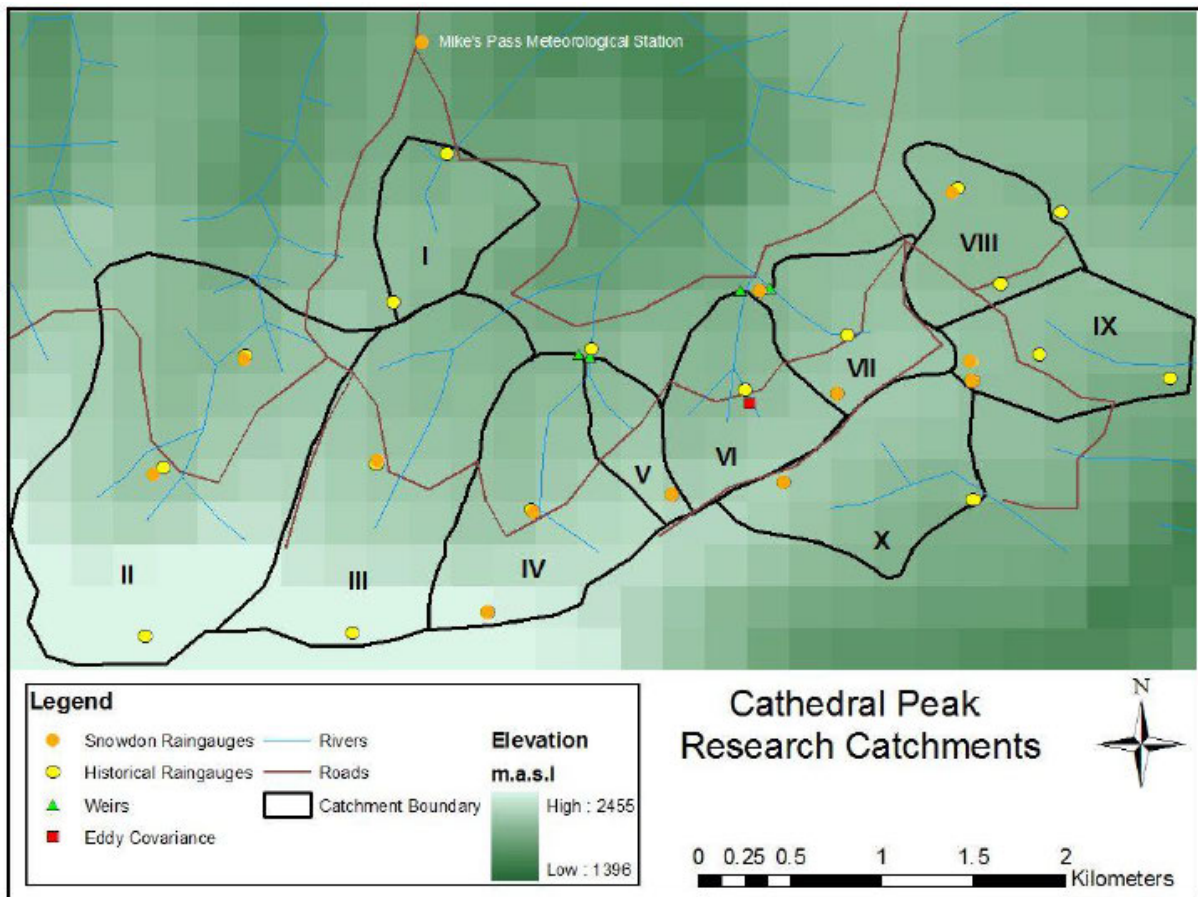 Mike's Pass Meteorological Station
I
VIII
IX
VII
VI
V
X
IV
III
II
Legend
Snowdon Raingauges
Historical Raingauges
Weirs
Eddy Covariance
Rivers
Roads
Catchment Boundary
Elevation
m.a.s.l
High : 2455
Low : 1396
Cathedral Peak
Research Catchments
N
0 0.25 0.5 1 1.5 2
Kilometers